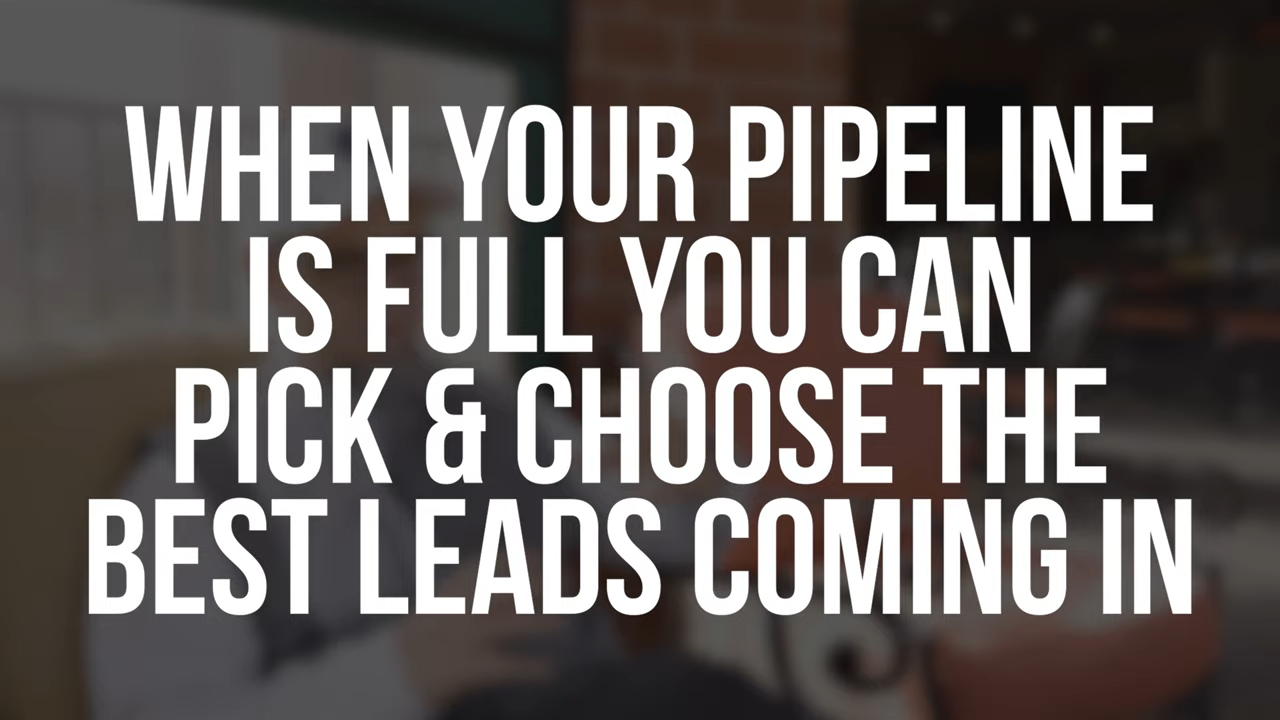 WHEN YOUR PIPELINE
IS FULL YOU CAN
PICK & CHOOSE THE
BEST LEADS COMING IN